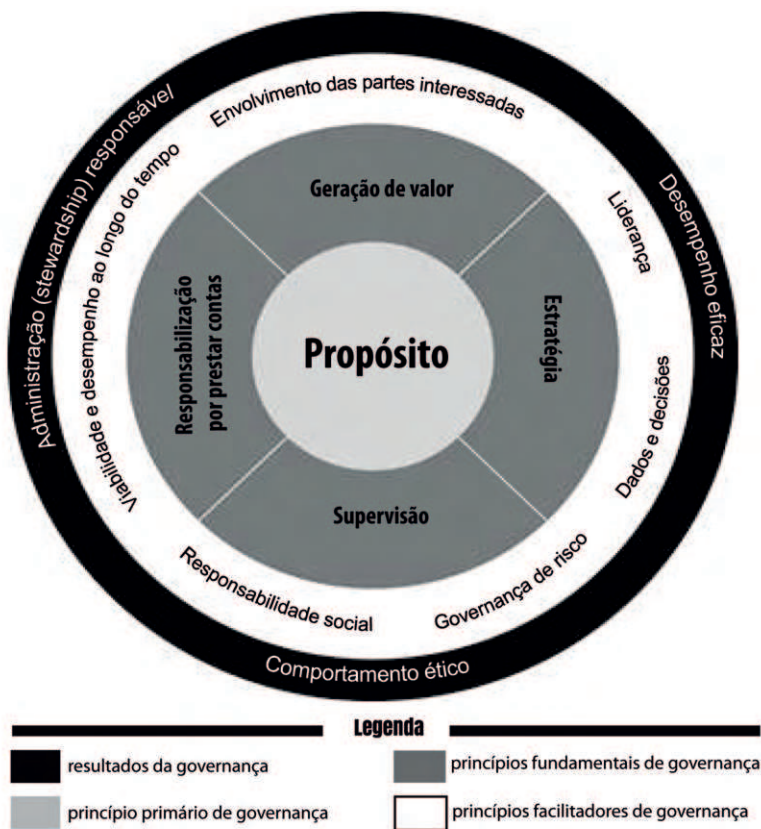 Envolvimento das partes interessadas
Administração (stewardship) responsável
Desempenho eficaz
Viabilidade e desempenho ao longo do tempo
Liderança
Geração de valor
Responsabilização
por prestar contas
Propósito
Estratégia
Supervisão
Dados e decisões
Responsabilidade social
Governança de risco
Comportamento ético
Legenda
resultados da governança
princípios fundamentais de governança
princípio primário de governança
princípios facilitadores de governança